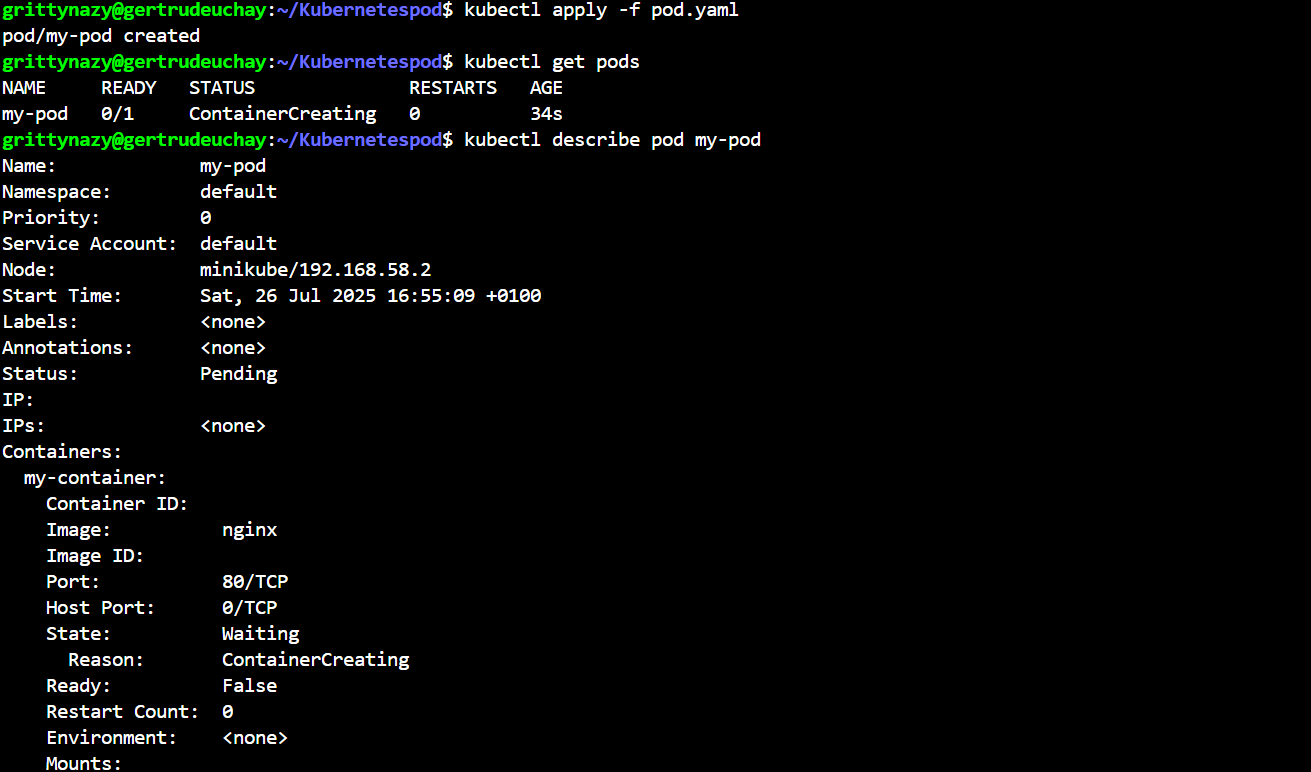 grittynazy@gertrudeuchay:~/Kubernetespod$ kubectl apply -f pod.yaml
pod/my-pod created
grittynazy@gertrudeuchay:~/Kubernetespod$ kubectl get pods
NAME     READY   STATUS              RESTARTS   AGE
my-pod   0/1     ContainerCreating   0          34s
grittynazy@gertrudeuchay:~/Kubernetespod$ kubectl describe pod my-pod
Name:             my-pod
Namespace:        default
Priority:         0
Service Account:  default
Node:             minikube/192.168.58.2
Start Time:       Sat, 26 Jul 2025 16:55:09 +0100
Labels:           <none>
Annotations:      <none>
Status:           Pending
IP:
IPs:              <none>
Containers:
  my-container:
    Container ID:
    Image:          nginx
    Image ID:
    Port:           80/TCP
    Host Port:      0/TCP
    State:          Waiting
      Reason:       ContainerCreating
    Ready:          False
    Restart Count:  0
    Environment:    <none>
    Mounts: